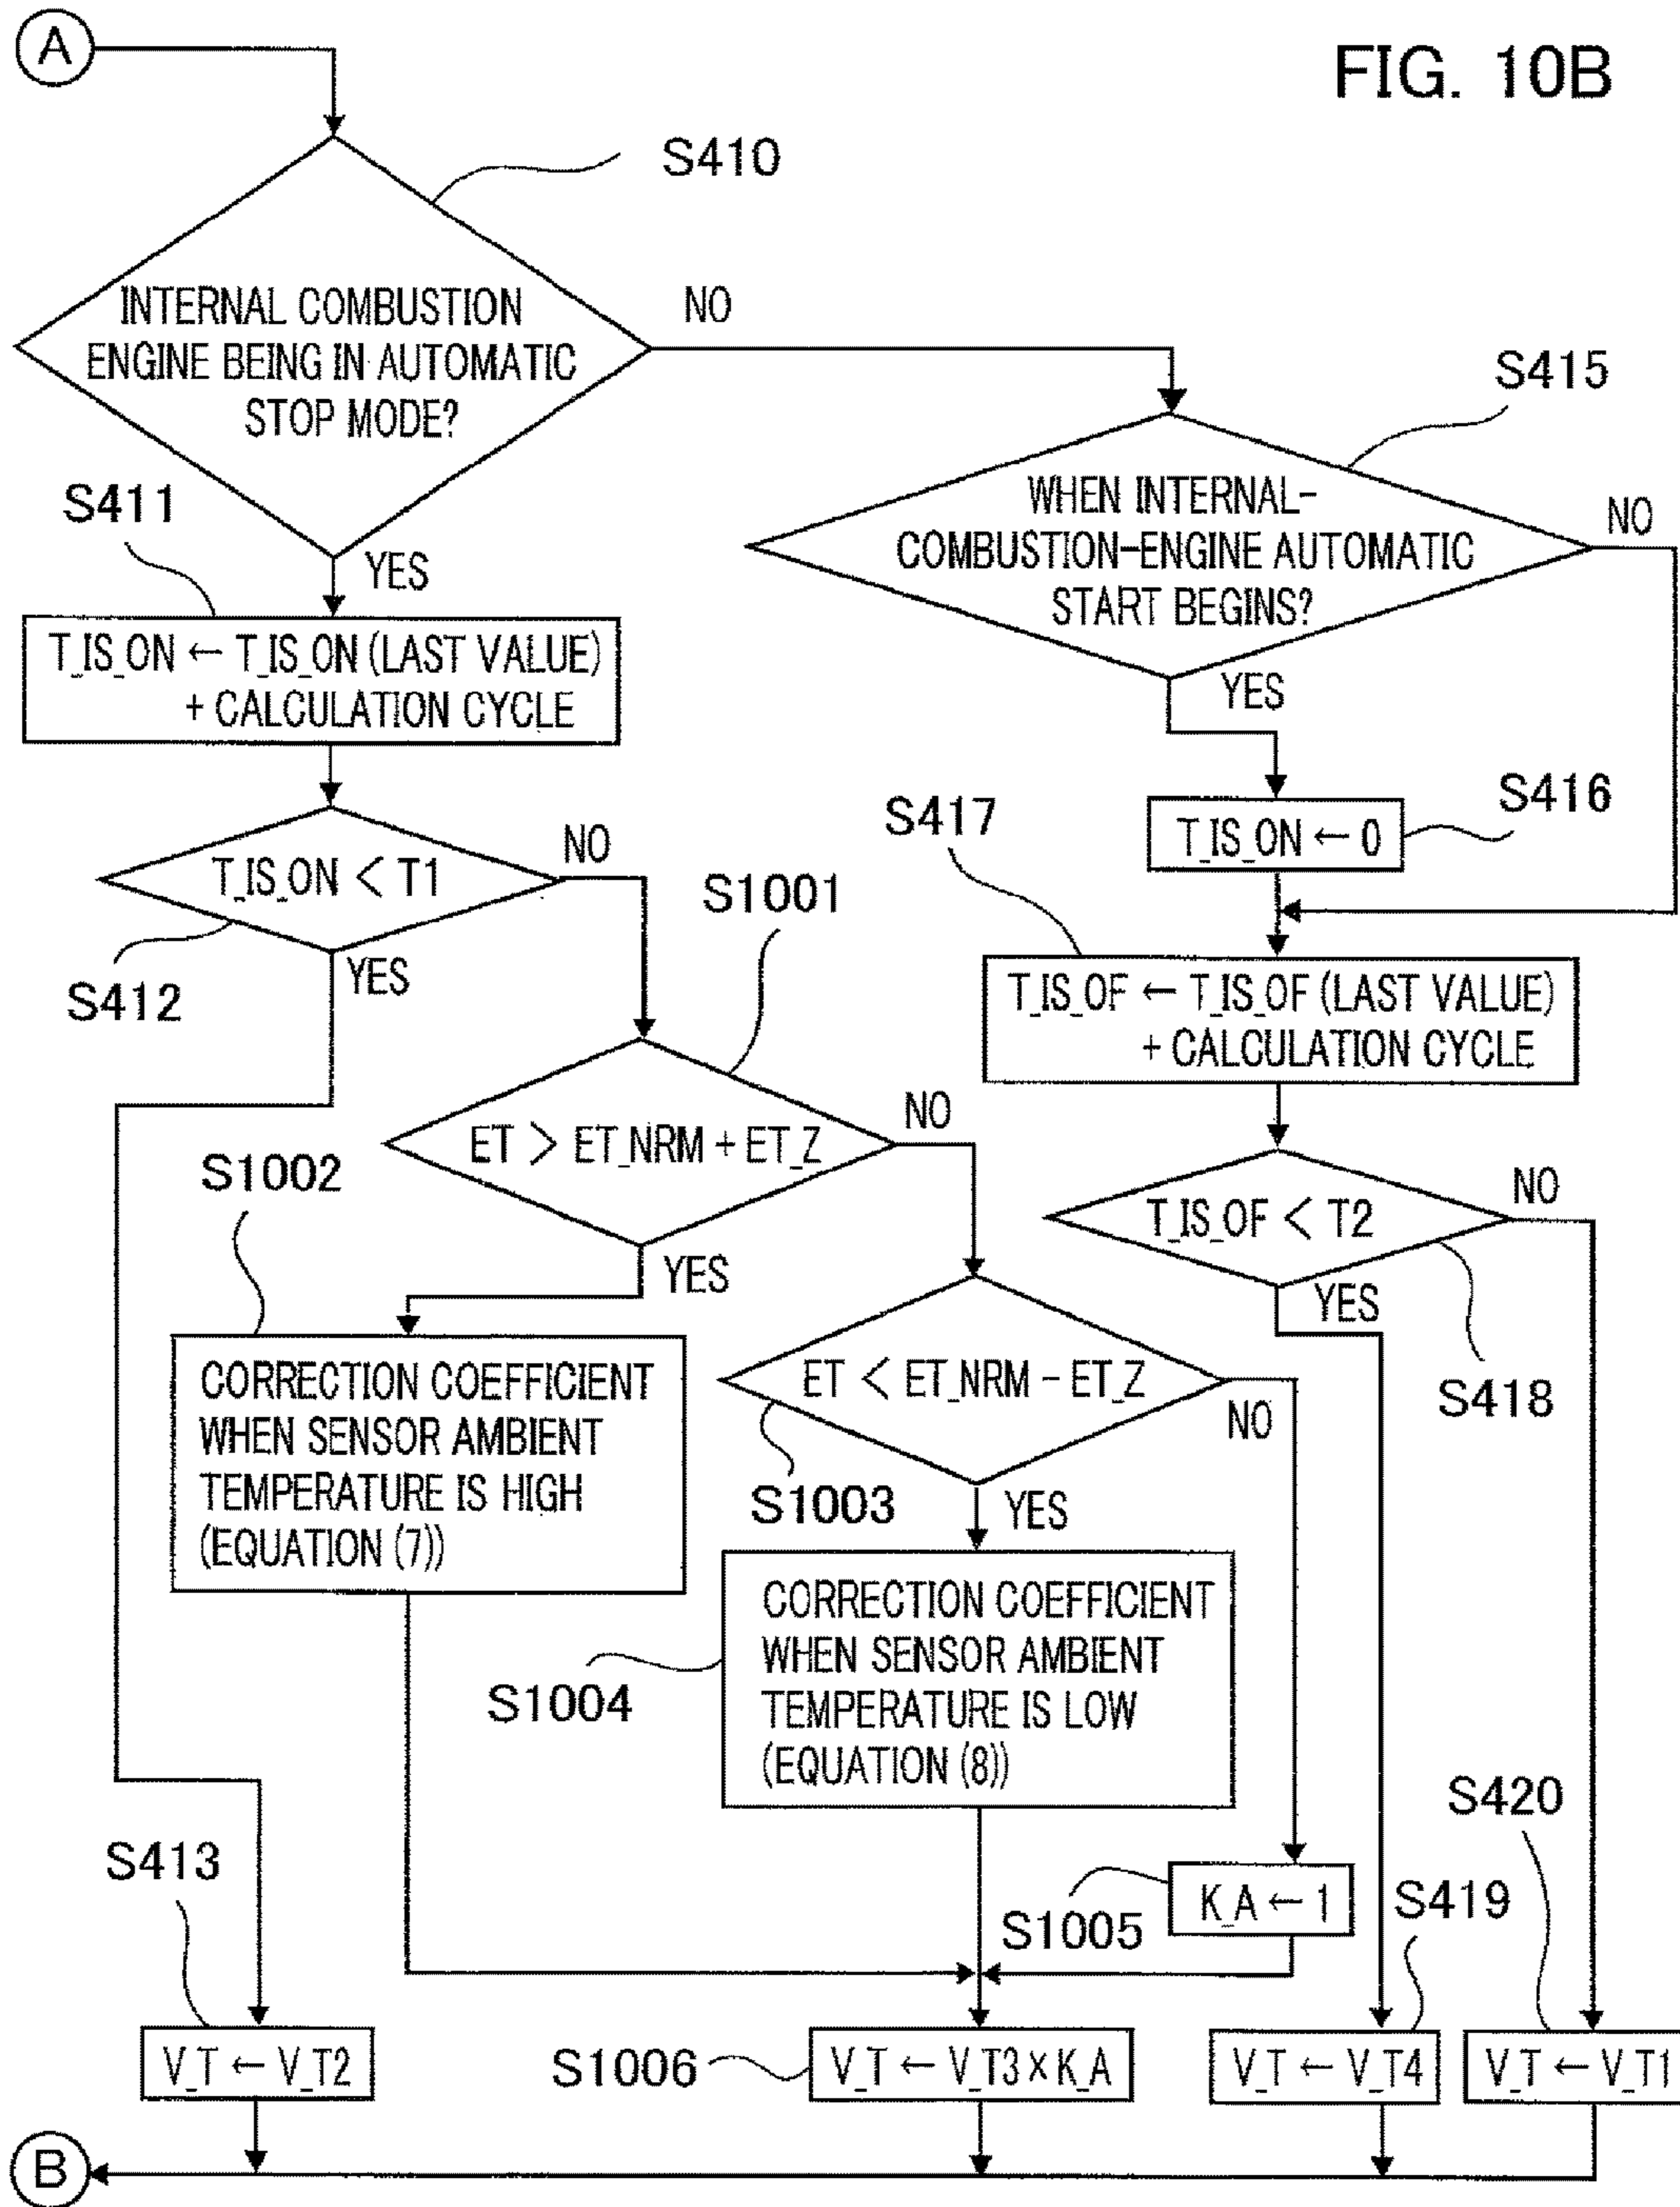 A
FIG. 10B
S410
INTERNAL COMBUSTION
ENGINE BEING IN AUTOMATIC
STOP MODE?
NO
YES
S415
WHEN INTERNAL-
COMBUSTION-ENGINE AUTOMATIC
START BEGINS?
NO
YES
S411
T_IS_ON ← T_IS_ON (LAST VALUE)
+ CALCULATION CYCLE
S416
T_IS_ON ← 0
S412
T_IS_ON < T1
NO
YES
S417
T_IS_OF ← T_IS_OF (LAST VALUE)
+ CALCULATION CYCLE
S1001
ET > ET_NRM + ET_Z
NO
YES
T_IS_OF < T2
NO
YES
S418
S1002
CORRECTION COEFFICIENT
WHEN SENSOR AMBIENT
TEMPERATURE IS HIGH
(EQUATION (7))
ET < ET_NRM - ET_Z
NO
S1003
YES
S1004
CORRECTION COEFFICIENT
WHEN SENSOR AMBIENT
TEMPERATURE IS LOW
(EQUATION (8))
S1005
K_A ← 1
S413
V_T ← V_T2
S1006
V_T ← V_T3 × K_A
S419
V_T ← V_T4
S420
V_T ← V_T1
B